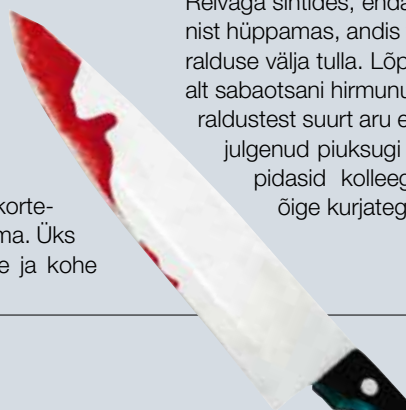 korte-
ma. Üks
e ja kohe
Relvaga sihtides, enda
nist hüppamas, andis
ralduse välja tulla. Lõp
alt sabaotsani hirmunu
raldustest suurt aru e
julgenud piuksugi
pidasid kolleeg
õige kurjateg